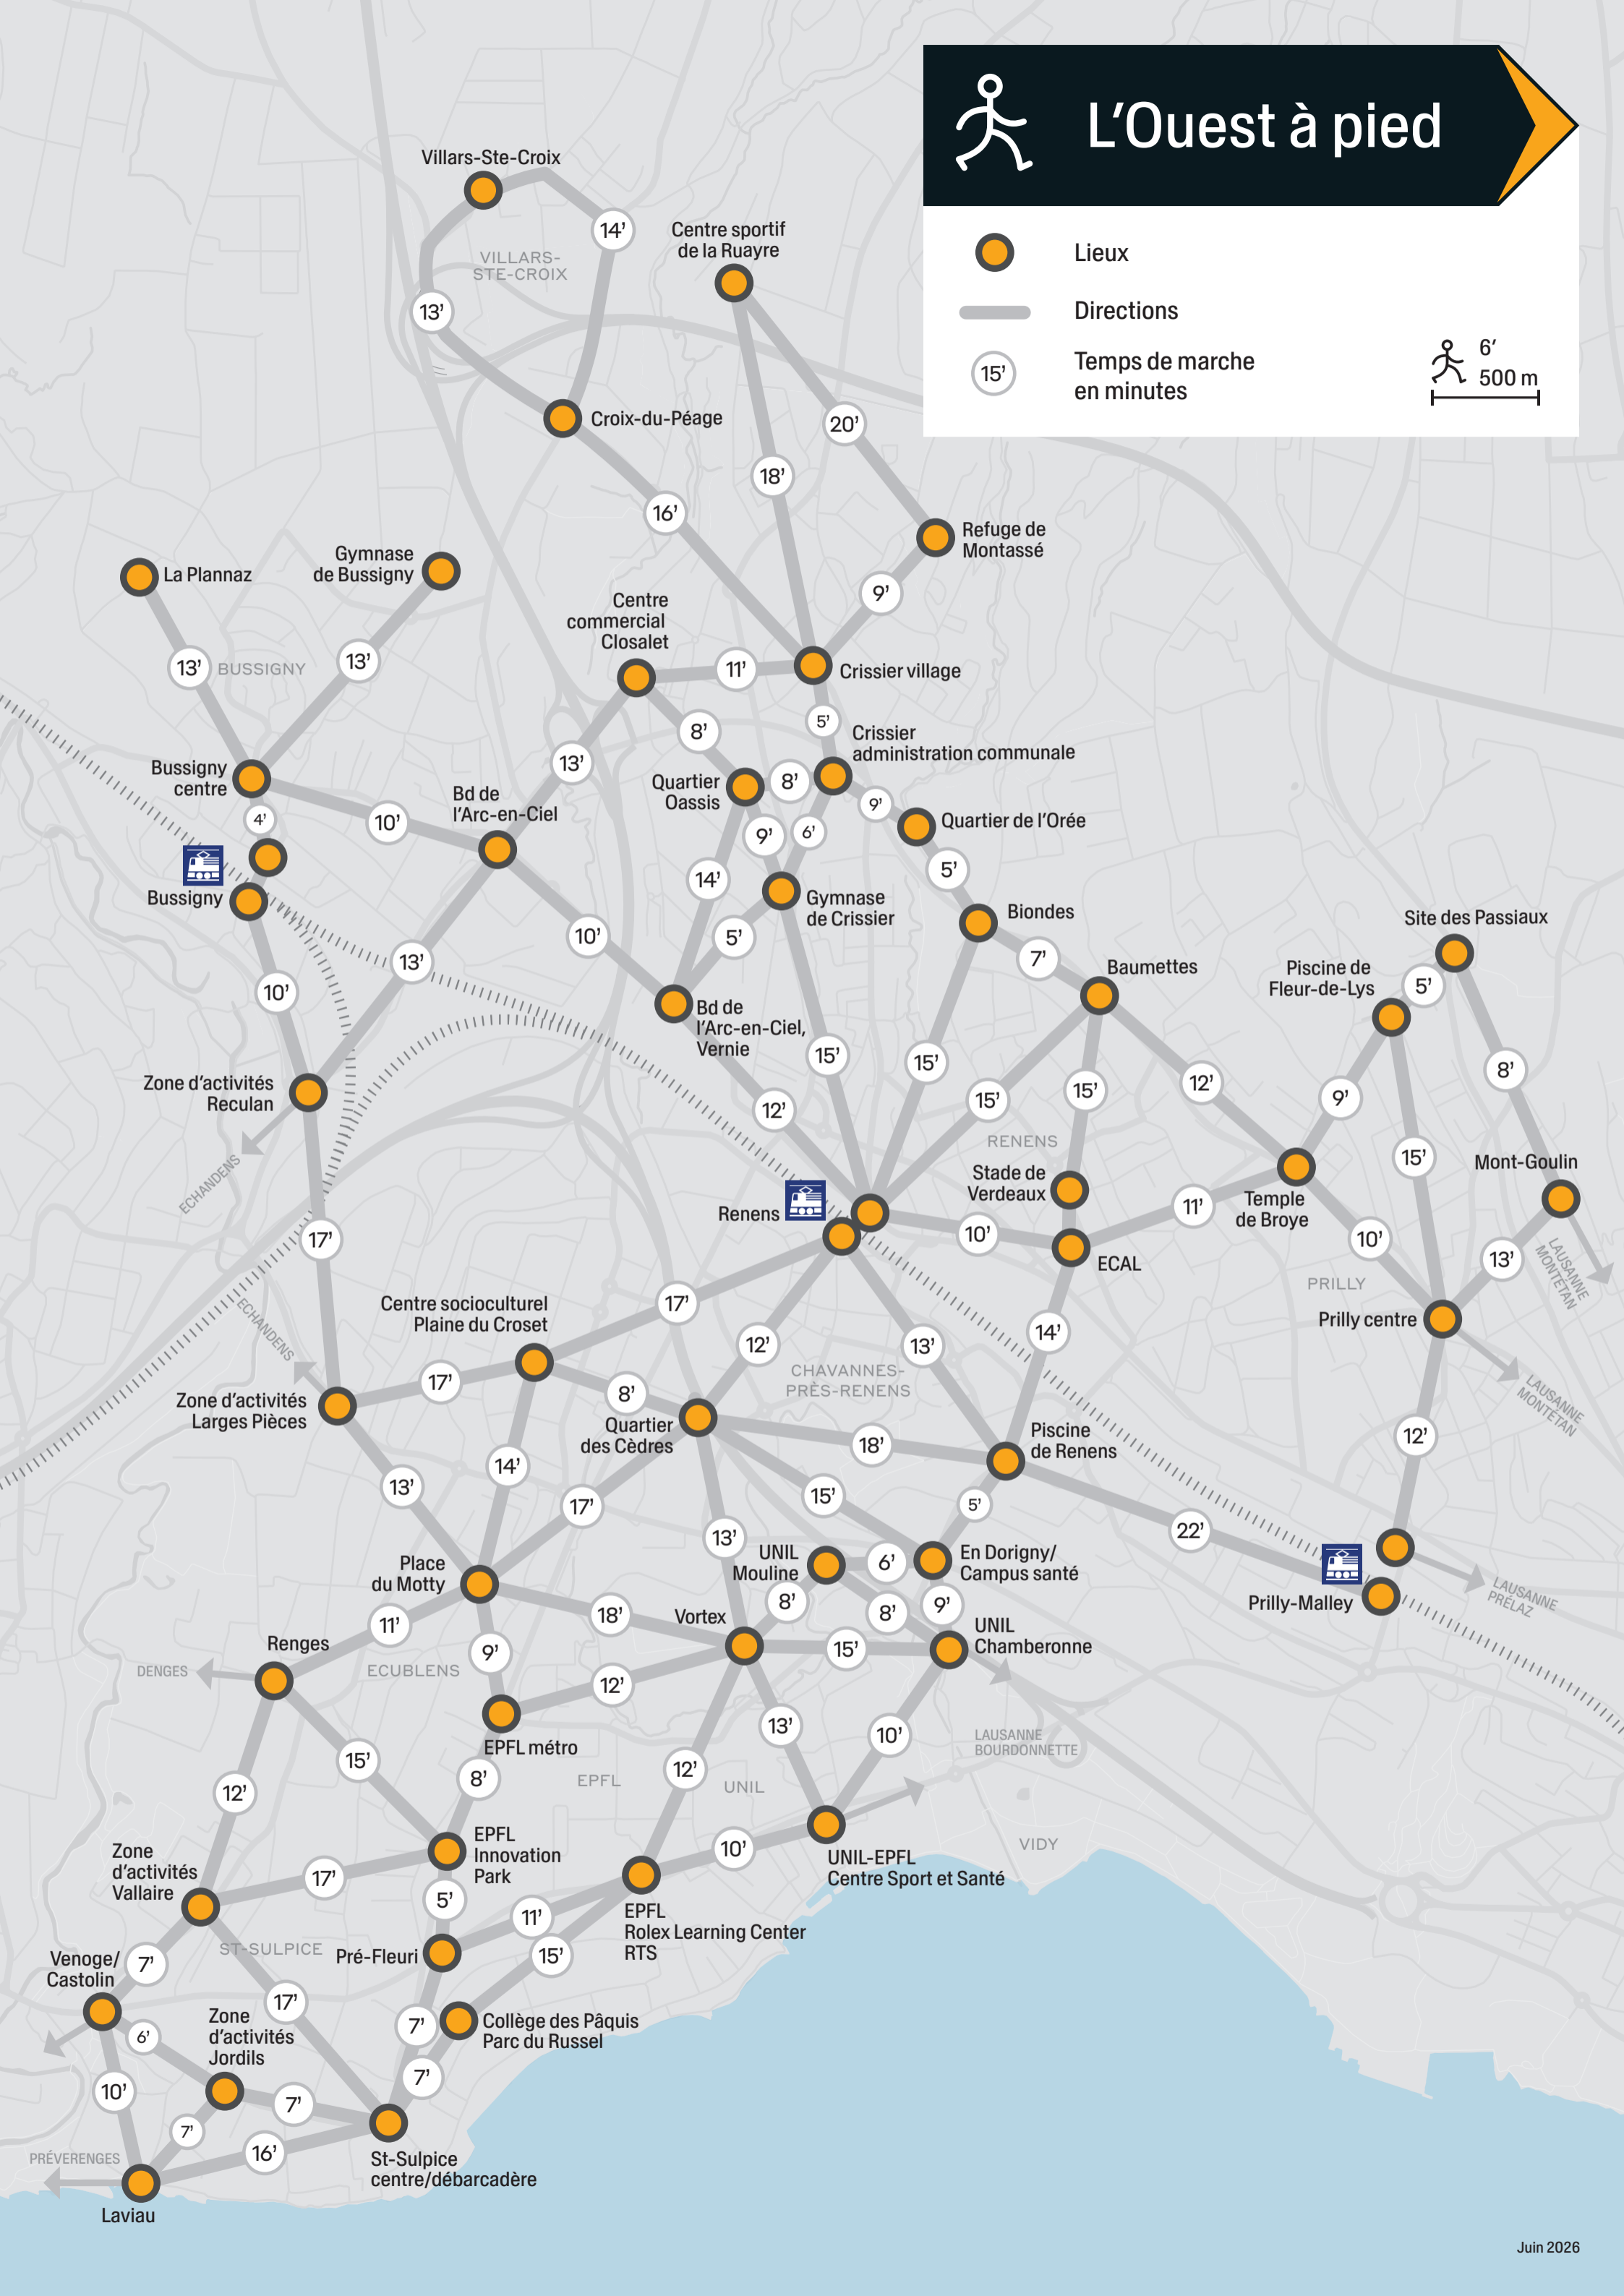 L’Ouest à pied
Lieux
Directions
15’
Temps de marche
en minutes
6’
500 m
Villars-Ste-Croix
14’
VILLARS-
STE-CROIX
13’
Centre sportif
de la Ruayre
Croix-du-Péage
20’
18’
16’
Refuge de
Montassé
9’
La Plannaz
Gymnase
de Bussigny
13’
BUSSIGNY
13’
Centre
commercial
Closalet
11’
Crissier village
5’
8’
13’
Crissier
administration communale
Bussigny
centre
4’
10’
Bd de
l’Arc-en-Ciel
Quartier
Oassis
8’
9’
9’
6’
Quartier de l’Orée
5’
14’
Bussigny
Gymnase
de Crissier
Biondes
5’
10’
7’
13’
10’
Baumettes
Site des Passiaux
Piscine de
Fleur-de-Lys
5’
Bd de
l’Arc-en-Ciel,
Vernie
15’
15’
15’
15’
12’
12’
9’
8’
15’
Zone d’activités
Reculan
ECHANDENS
RENENS
Stade de
Verdeaux
Mont-Goulin
Temple
de Broye
11’
Renens
10’
ECAL
10’
13’
LAUSANNE
MONTÉTAN
17’
PRILLY
Prilly centre
ECHANDENS
Centre socioculturel
Plaine du Croset
17’
12’
13’
14’
CHAVANNES-
PRÈS-RENENS
LAUSANNE
MONTÉTAN
17’
8’
Zone d’activités
Larges Pièces
Quartier
des Cèdres
18’
Piscine
de Renens
12’
13’
14’
17’
15’
5’
22’
13’
Place
du Motty
UNIL
Mouline
6’
En Dorigny/
Campus santé
Prilly-Malley
LAUSANNE
PRÉLAZ
8’
8’
9’
11’
18’
Vortex
15’
UNIL
Chamberonne
Renges
DENGES
ECUBLENS
9’
12’
13’
10’
EPFL métro
LAUSANNE
BOURDONNETTE
15’
8’
12’
EPFL
UNIL
12’
VIDY
EPFL
Innovation
Park
10’
UNIL-EPFL
Centre Sport et Santé
Zone
d’activités
Vallaire
17’
5’
11’
EPFL
Rolex Learning Center
RTS
ST-SULPICE
Pré-Fleuri
15’
Venoge/
Castolin
7’
17’
7’
Collège des Pâquis
Parc du Russel
6’
Zone
d’activités
Jordils
7’
10’
7’
7’
16’
PRÉVERENGES
St-Sulpice
centre/débarcadère
Laviau
Juin 2026